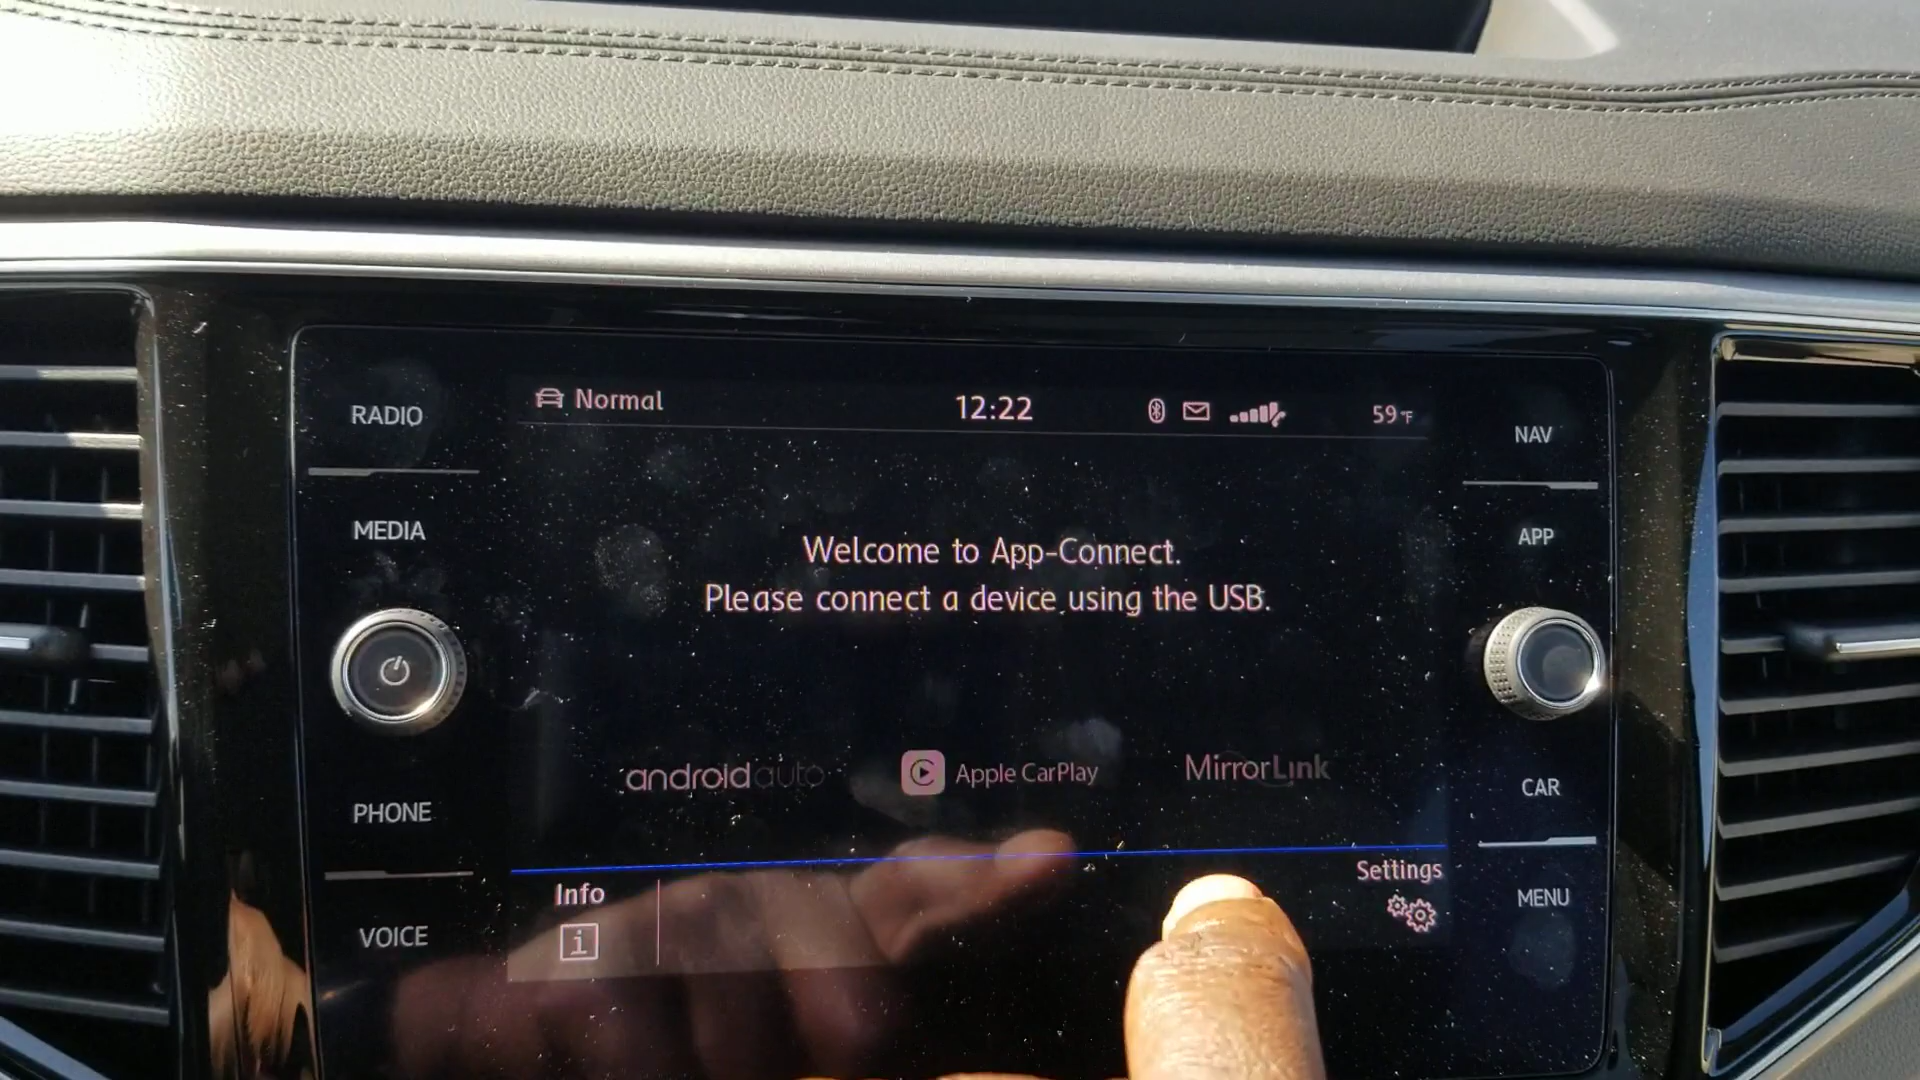 RADIO
MEDIA
PHONE
VOICE
Normal
12:22
59°F
Welcome to App-Connect.
Please connect a device using the USB.
androidauto
Apple CarPlay
MirrorLink
Info
Settings
NAV
APP
CAR
MENU